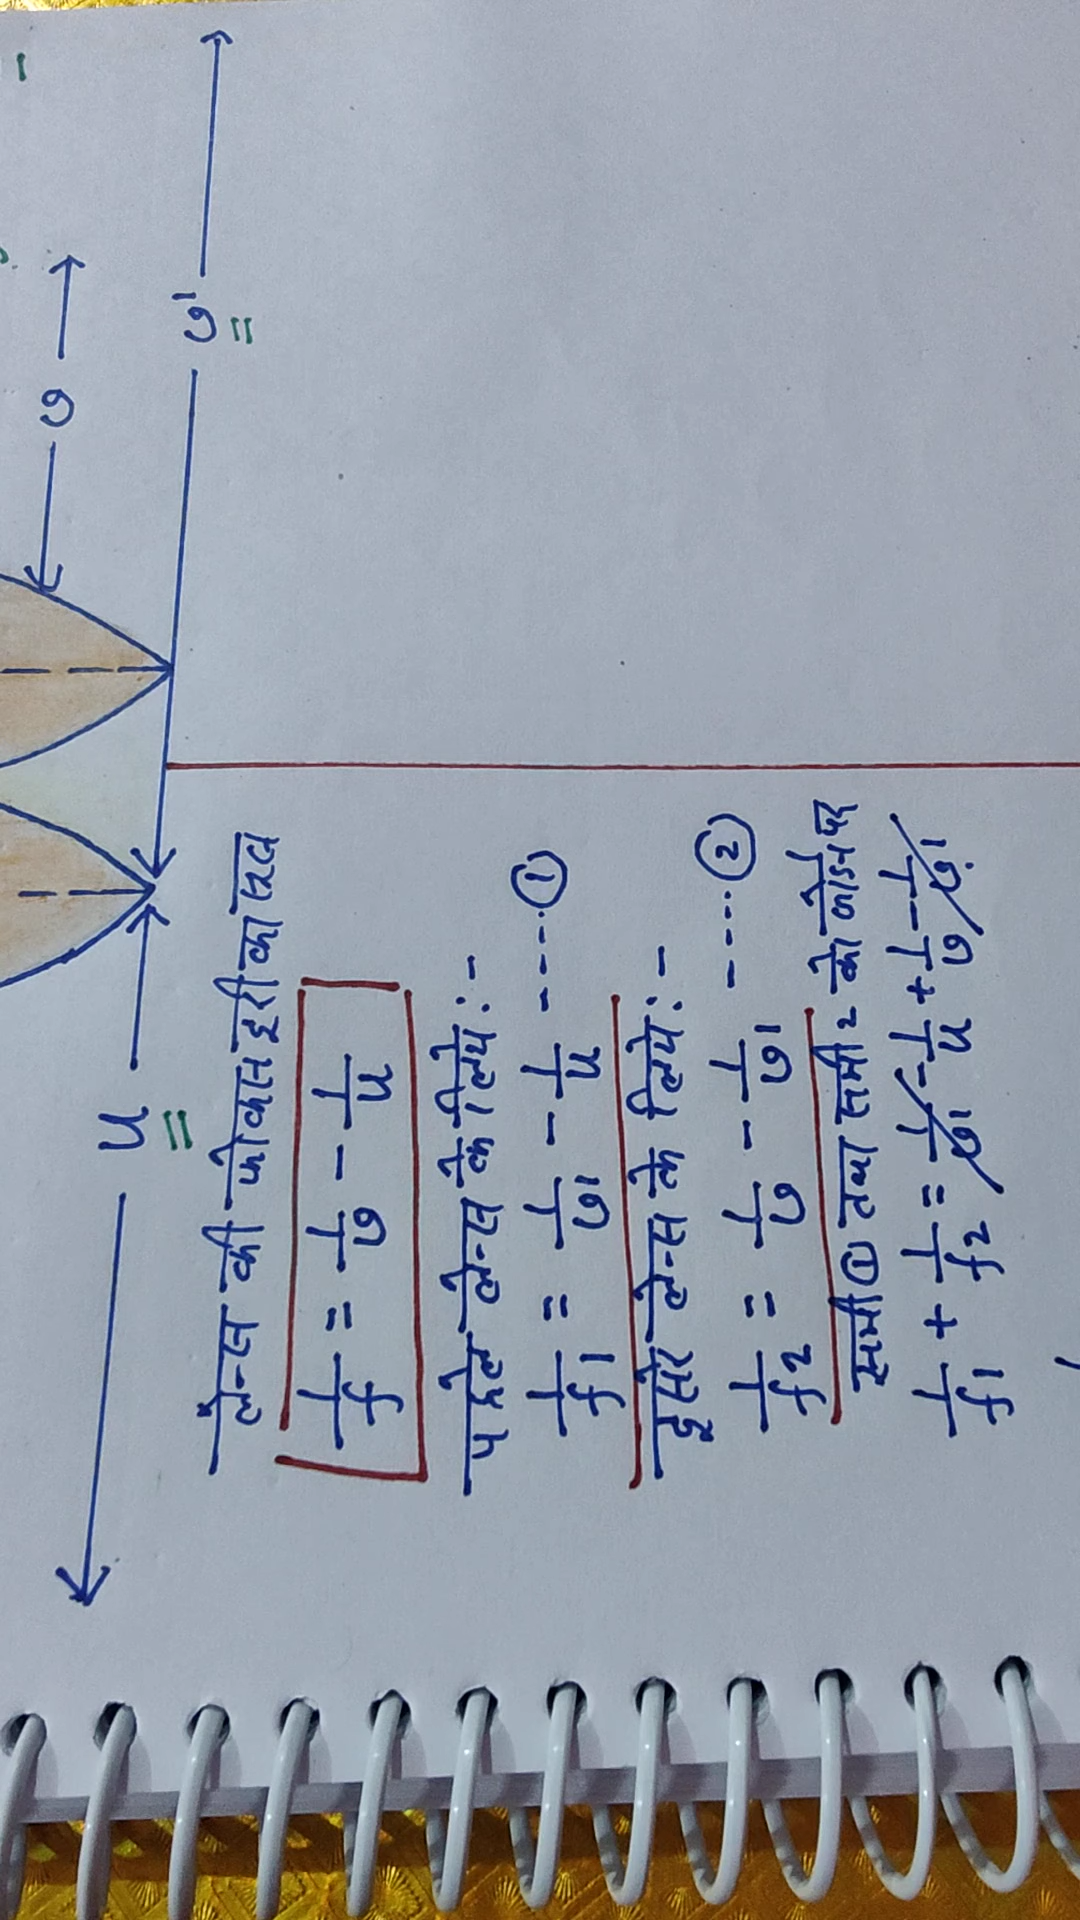 v
v'
u
लेन्स की फोकस दूरी का सूत्र
1/f = 1/v - 1/u
पहले लेन्स के लिये :-
1/f1 = 1/v' - 1/u ----- ①
दूसरे लेन्स के लिये :-
1/f2 = 1/v - 1/v' ----- ②
समी① तथा समी 2 को जोडने पर
1/f1 + 1/f2 = 1/v' - 1/u + 1/v - 1/v'